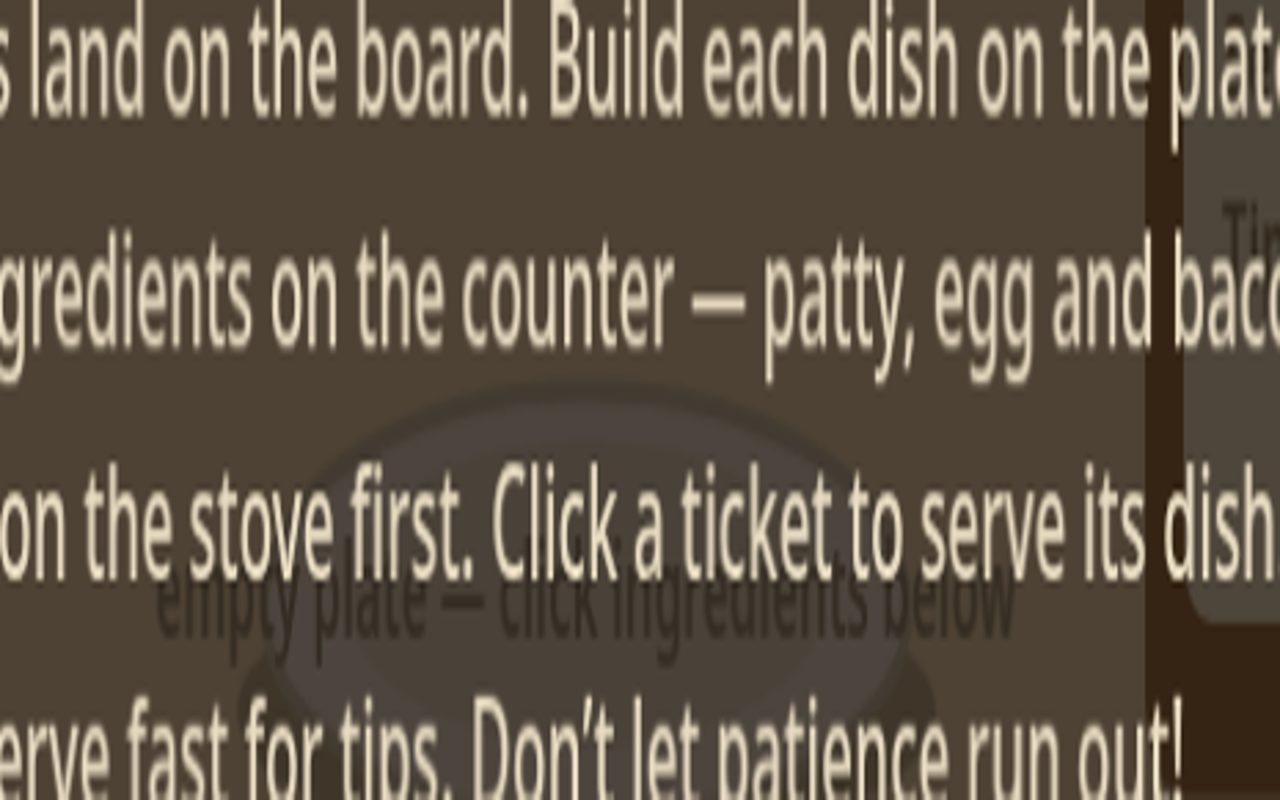 s land on the board. Build each dish on the plat
gredients on the counter — patty, egg and bac
on the stove first. Click a ticket to serve its dish
empty plate — click ingredients below
erve fast for tips. Don’t let patience run out!